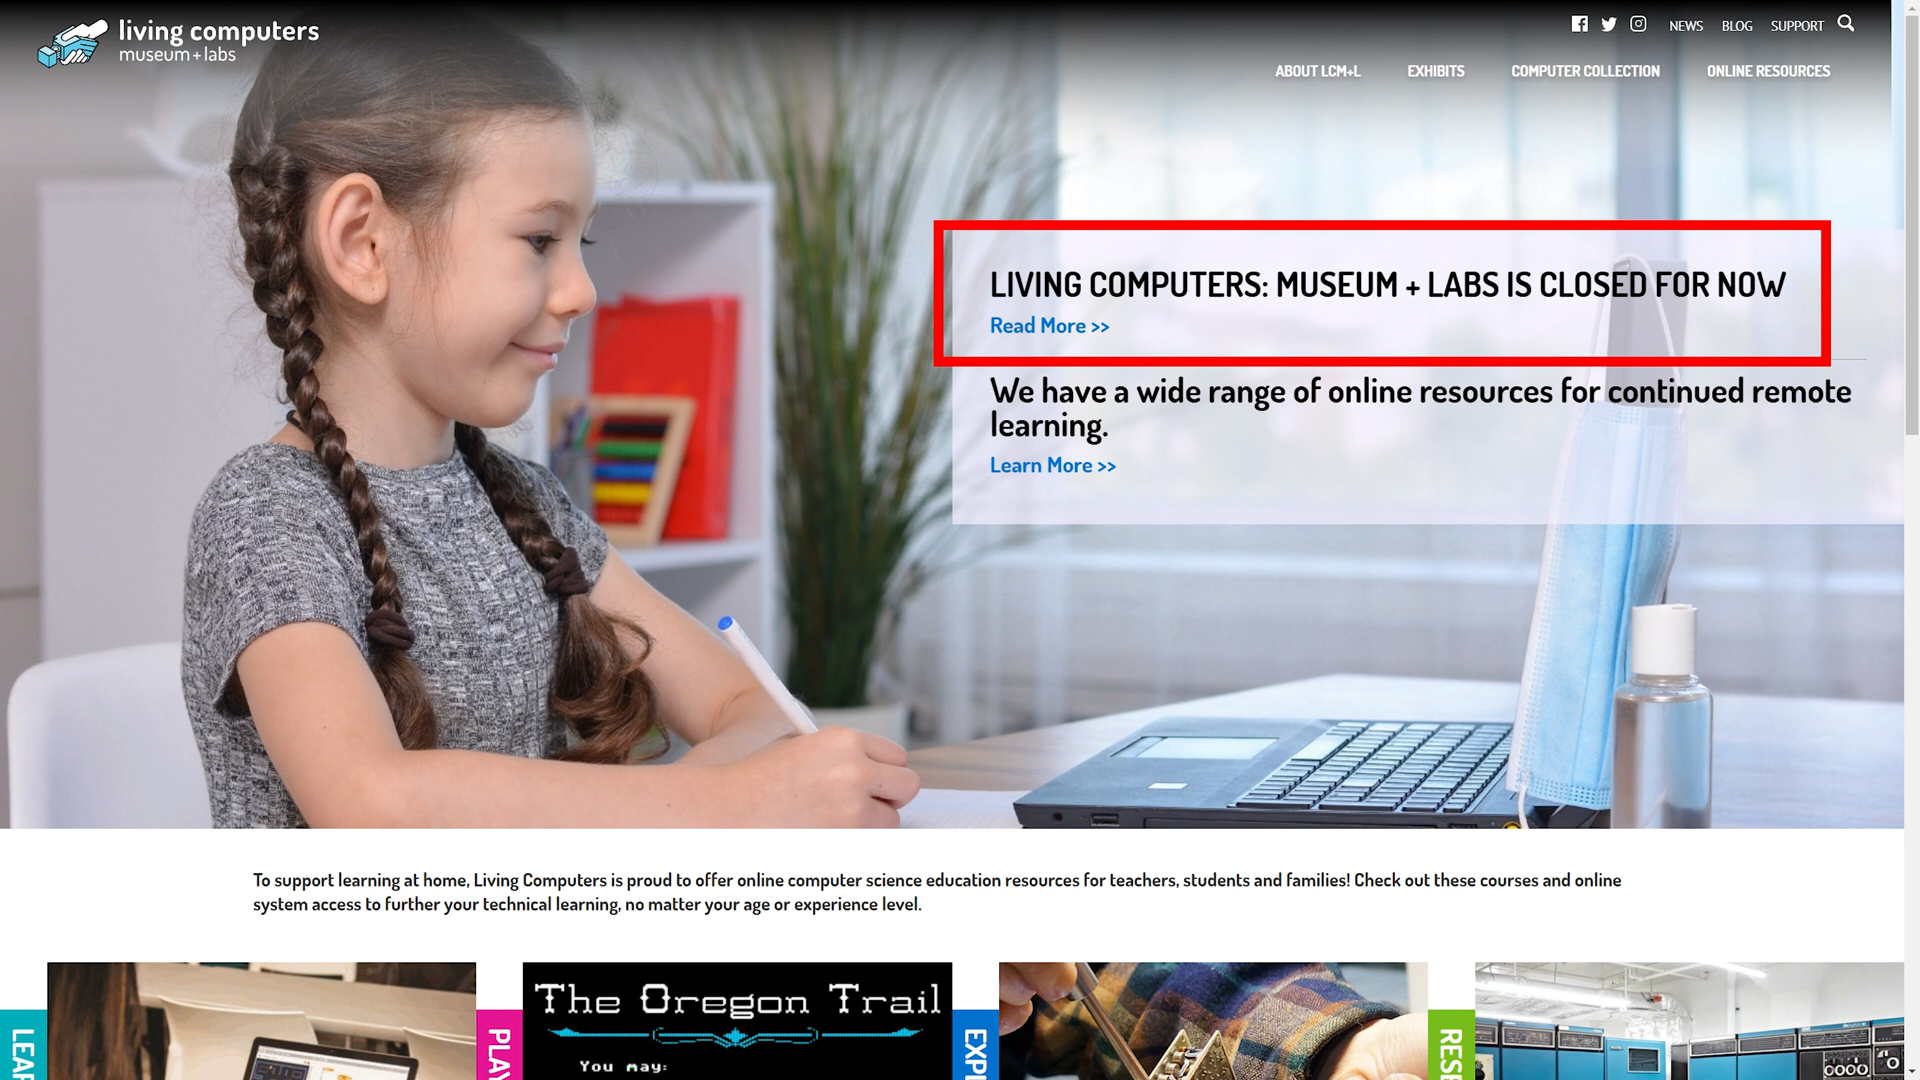 living computers
museum + labs
NEWS
BLOG
SUPPORT
ABOUT LCM+L
EXHIBITS
COMPUTER COLLECTION
ONLINE RESOURCES
LIVING COMPUTERS: MUSEUM + LABS IS CLOSED FOR NOW
Read More >>
We have a wide range of online resources for continued remote
learning.
Learn More >>
To support learning at home, Living Computers is proud to offer online computer science education resources for teachers, students and families! Check out these courses and online
system access to further your technical learning, no matter your age or experience level.
LEAR
PLAY
The Oregon Trail
You may:
EXPL
RESE